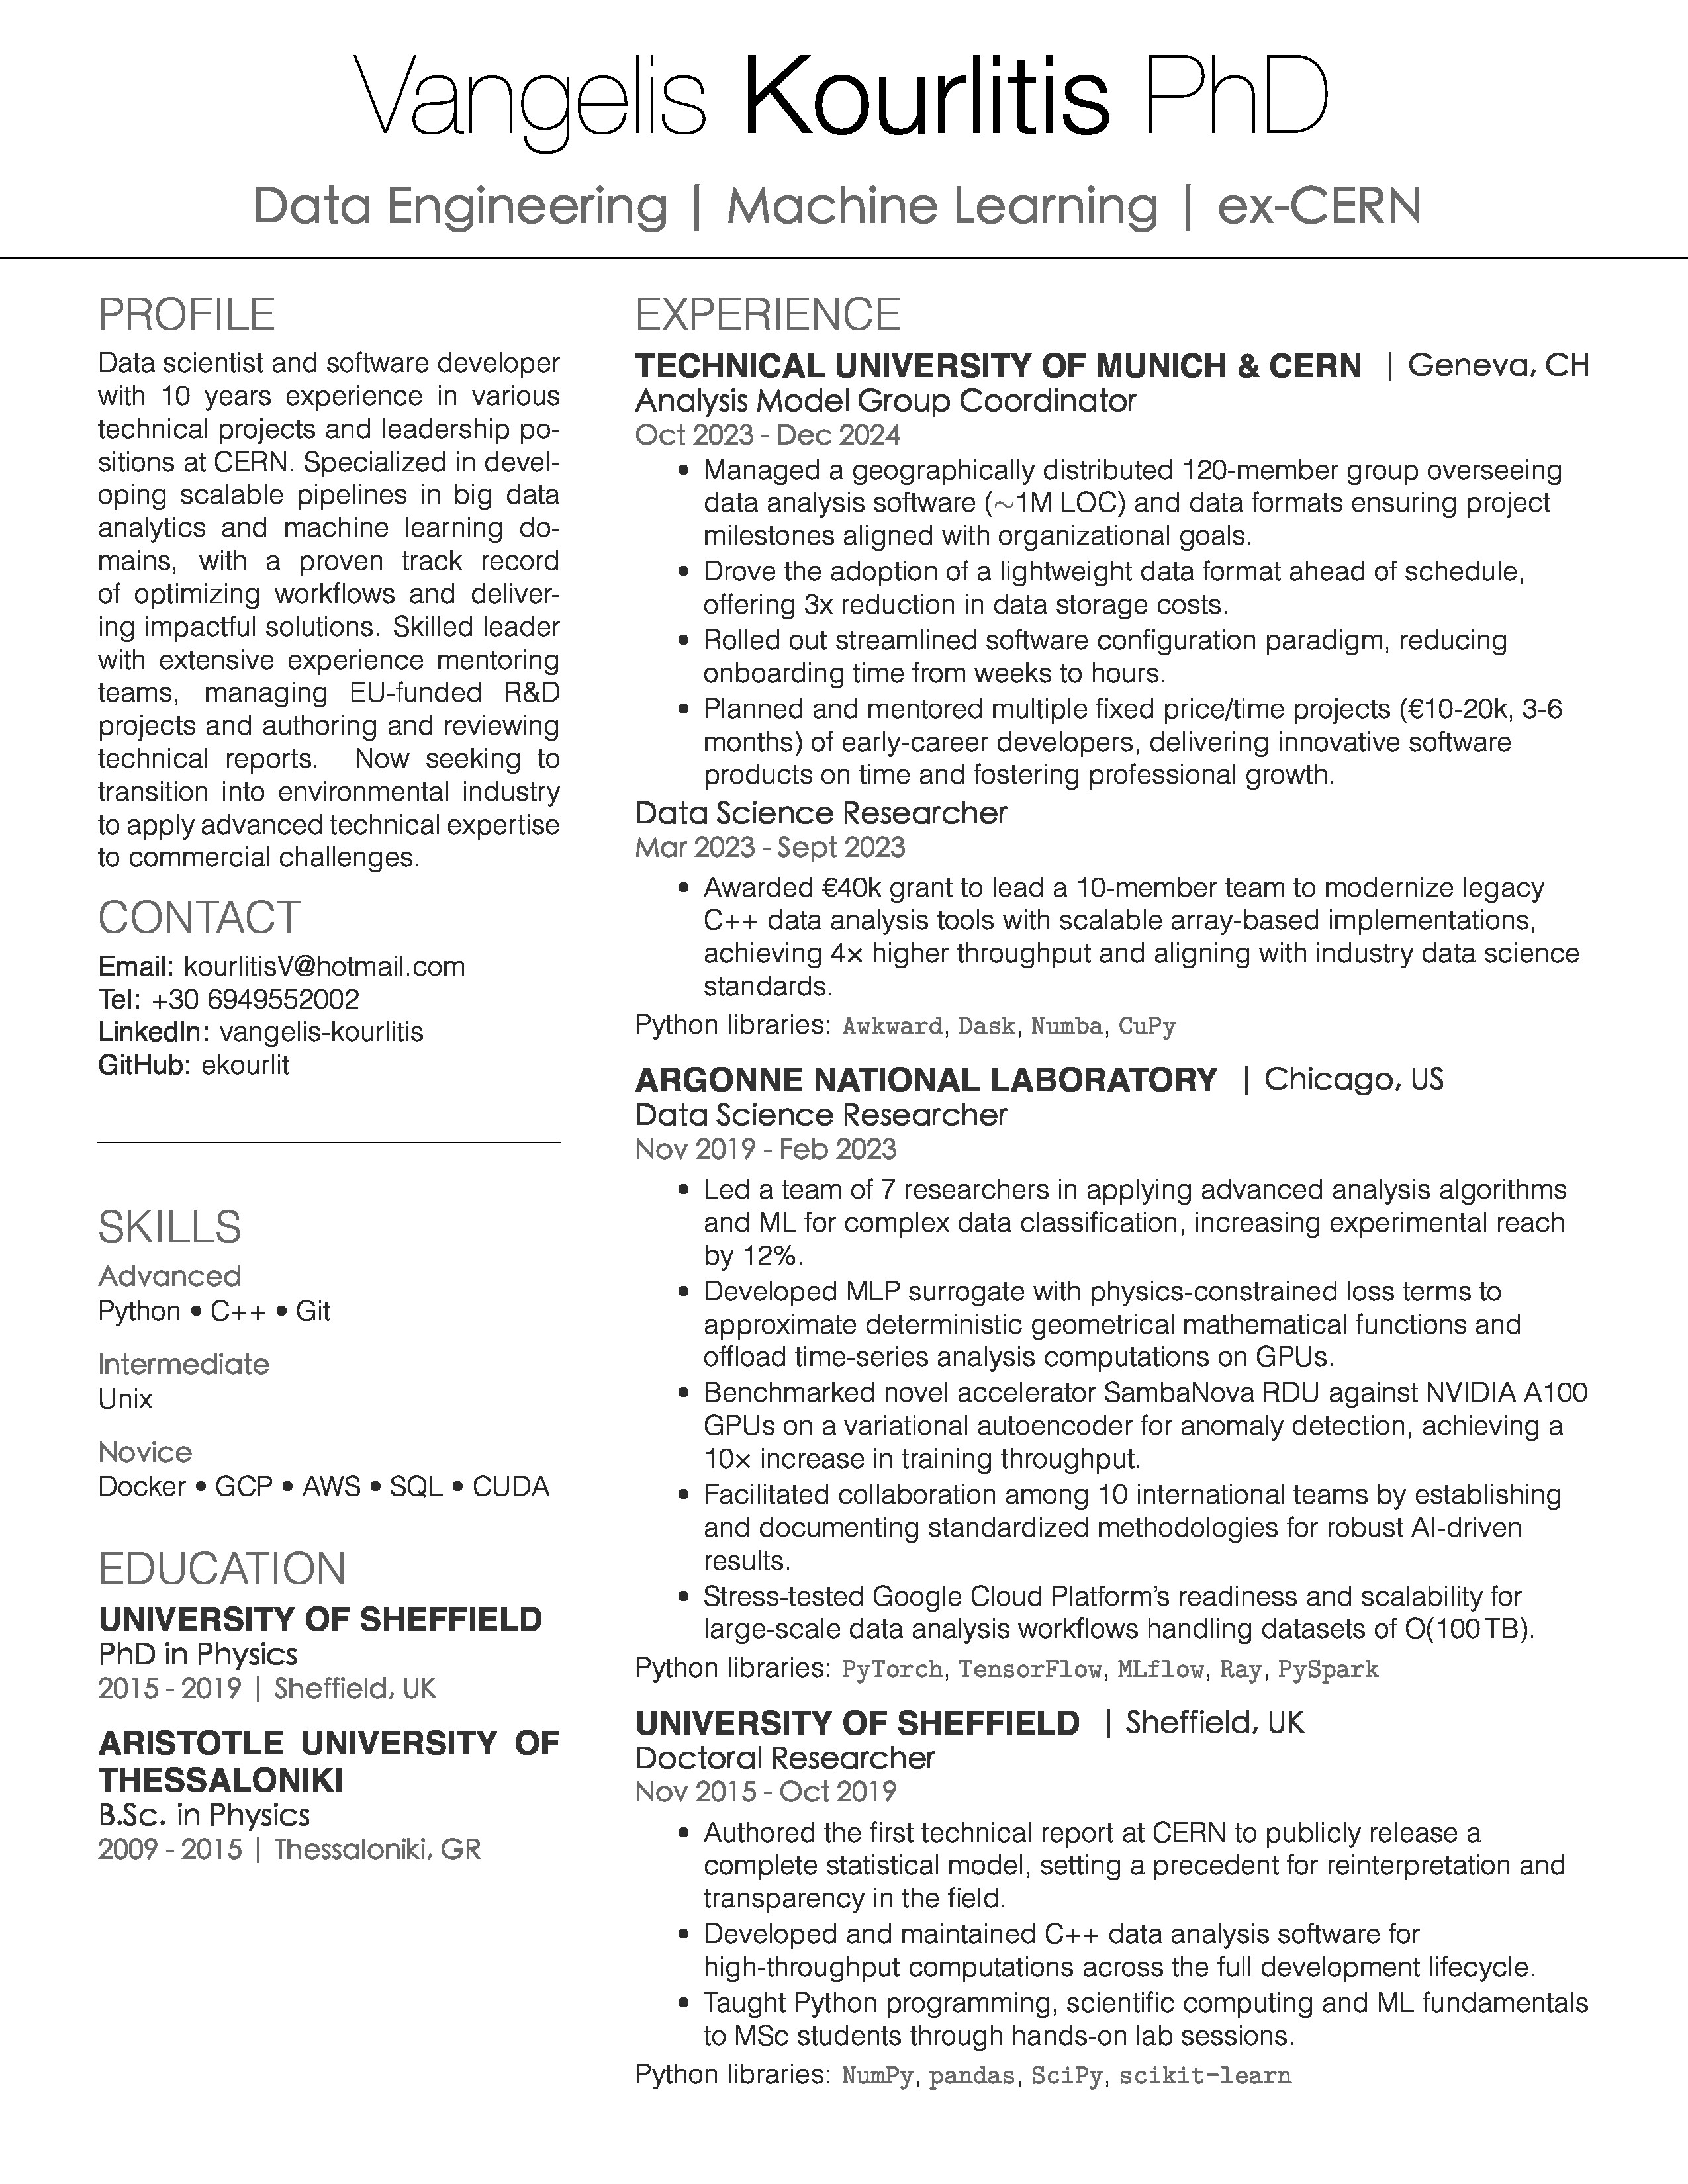 Vangelis Kourlitis PhD
Data Engineering | Machine Learning | ex-CERN
PROFILE
Data scientist and software developer
with 10 years experience in various
technical projects and leadership po-
sitions at CERN. Specialized in devel-
oping scalable pipelines in big data
analytics and machine learning do-
mains, with a proven track record
of optimizing workflows and deliver-
ing impactful solutions. Skilled leader
with extensive experience mentoring
teams, managing EU-funded R&D
projects and authoring and reviewing
technical reports. Now seeking to
transition into environmental industry
to apply advanced technical expertise
to commercial challenges.
CONTACT
Email: kourlitisV@hotmail.com
Tel: +30 6949552002
LinkedIn: vangelis-kourlitis
GitHub: ekourlit
SKILLS
Advanced
Python • C++ • Git
Intermediate
Unix
Novice
Docker • GCP • AWS • SQL • CUDA
EDUCATION
UNIVERSITY OF SHEFFIELD
PhD in Physics
2015 - 2019 | Sheffield, UK
ARISTOTLE UNIVERSITY OF
THESSALONIKI
B.Sc. in Physics
2009 - 2015 | Thessaloniki, GR
EXPERIENCE
TECHNICAL UNIVERSITY OF MUNICH & CERN | Geneva, CH
Analysis Model Group Coordinator
Oct 2023 - Dec 2024
• Managed a geographically distributed 120-member group overseeing
data analysis software (~1M LOC) and data formats ensuring project
milestones aligned with organizational goals.
• Drove the adoption of a lightweight data format ahead of schedule,
offering 3x reduction in data storage costs.
• Rolled out streamlined software configuration paradigm, reducing
onboarding time from weeks to hours.
• Planned and mentored multiple fixed price/time projects (€10-20k, 3-6
months) of early-career developers, delivering innovative software
products on time and fostering professional growth.
Data Science Researcher
Mar 2023 - Sept 2023
• Awarded €40k grant to lead a 10-member team to modernize legacy
C++ data analysis tools with scalable array-based implementations,
achieving 4× higher throughput and aligning with industry data science
standards.
Python libraries: Awkward, Dask, Numba, CuPy
ARGONNE NATIONAL LABORATORY | Chicago, US
Data Science Researcher
Nov 2019 - Feb 2023
• Led a team of 7 researchers in applying advanced analysis algorithms
and ML for complex data classification, increasing experimental reach
by 12%.
• Developed MLP surrogate with physics-constrained loss terms to
approximate deterministic geometrical mathematical functions and
offload time-series analysis computations on GPUs.
• Benchmarked novel accelerator SambaNova RDU against NVIDIA A100
GPUs on a variational autoencoder for anomaly detection, achieving a
10× increase in training throughput.
• Facilitated collaboration among 10 international teams by establishing
and documenting standardized methodologies for robust AI-driven
results.
• Stress-tested Google Cloud Platform's readiness and scalability for
large-scale data analysis workflows handling datasets of O(100 TB).
Python libraries: PyTorch, TensorFlow, MLflow, Ray, PySpark
UNIVERSITY OF SHEFFIELD | Sheffield, UK
Doctoral Researcher
Nov 2015 - Oct 2019
• Authored the first technical report at CERN to publicly release a
complete statistical model, setting a precedent for reinterpretation and
transparency in the field.
• Developed and maintained C++ data analysis software for
high-throughput computations across the full development lifecycle.
• Taught Python programming, scientific computing and ML fundamentals
to MSc students through hands-on lab sessions.
Python libraries: NumPy, pandas, SciPy, scikit-learn